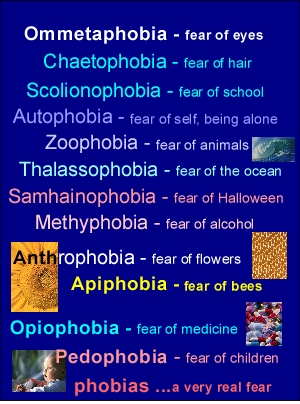 Ommetaphobia - fear of eyes
Chaetophobia - fear of hair
Scolionophobia - fear of school
Autophobia - fear of self, being alone
Zoophobia - fear of animals
Thalassophobia - fear of the ocean
Samhainophobia - fear of Halloween
Methyphobia - fear of alcohol
Anthrophobia - fear of flowers
Apiphobia - fear of bees
Opiophobia - fear of medicine
Pedophobia - fear of children
phobias ...a very real fear